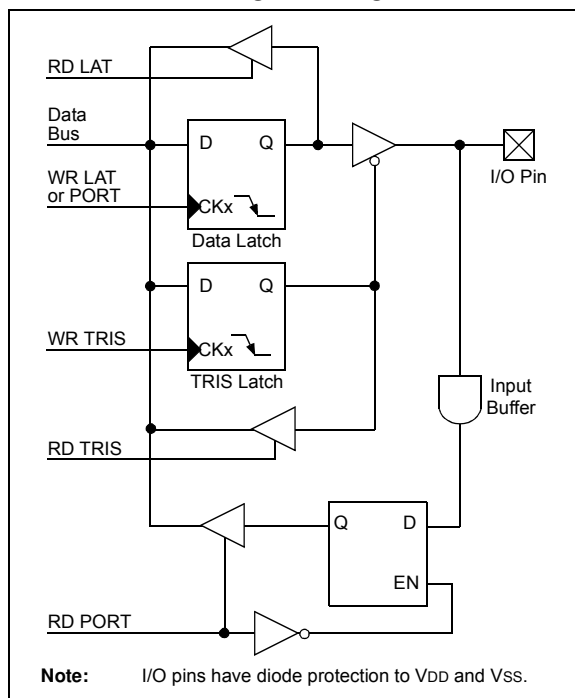 RD LAT
Data
Bus
D Q
I/O Pin
WR LAT
or PORT
CKx
Data Latch
D Q
WR TRIS
CKx
TRIS Latch
Input
Buffer
RD TRIS
Q D
EN
RD PORT
Note: I/O pins have diode protection to VDD and VSS.